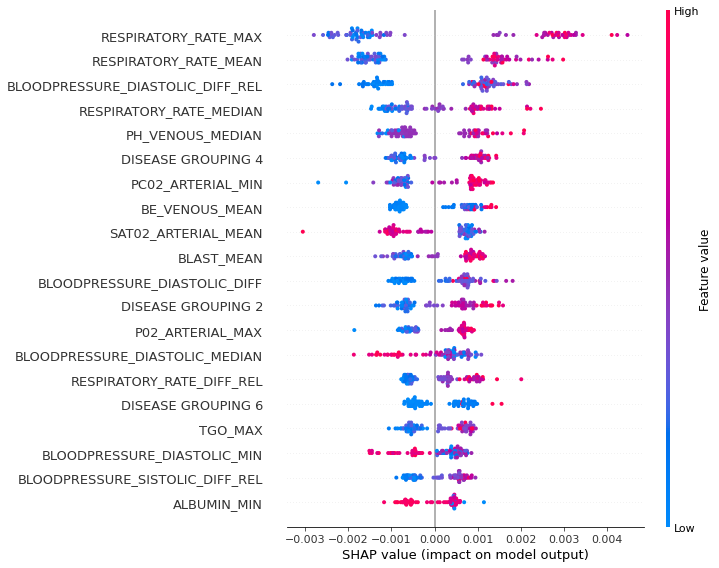 High
RESPIRATORY_RATE_MAX
RESPIRATORY_RATE_MEAN
BLOODPRESSURE_DIASTOLIC_DIFF_REL
RESPIRATORY_RATE_MEDIAN
PH_VENOUS_MEDIAN
DISEASE GROUPING 4
PC02_ARTERIAL_MIN
BE_VENOUS_MEAN
SAT02_ARTERIAL_MEAN
BLAST_MEAN
BLOODPRESSURE_DIASTOLIC_DIFF
DISEASE GROUPING 2
P02_ARTERIAL_MAX
BLOODPRESSURE_DIASTOLIC_MEDIAN
RESPIRATORY_RATE_DIFF_REL
DISEASE GROUPING 6
TGO_MAX
BLOODPRESSURE_DIASTOLIC_MIN
BLOODPRESSURE_SISTOLIC_DIFF_REL
ALBUMIN_MIN
Feature value
Low
−0.003 −0.002 −0.001 0.000 0.001 0.002 0.003 0.004
SHAP value (impact on model output)